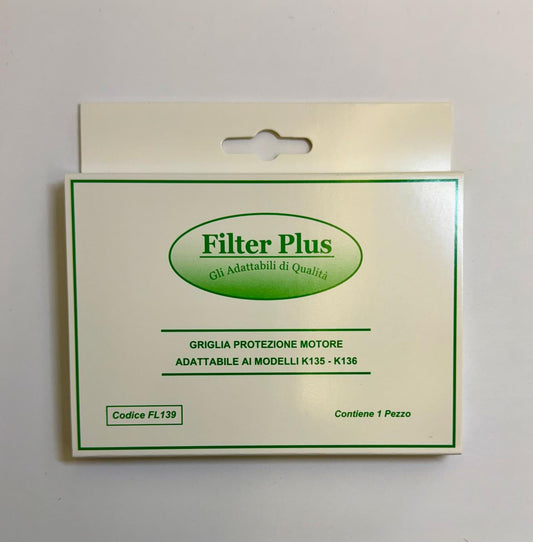 Filter Plus
Gli Adattabili di Qualità
GRIGLIA PROTEZIONE MOTORE
ADATTABILE AI MODELLI K135 - K136
Codice FL139
Contiene 1 Pezzo